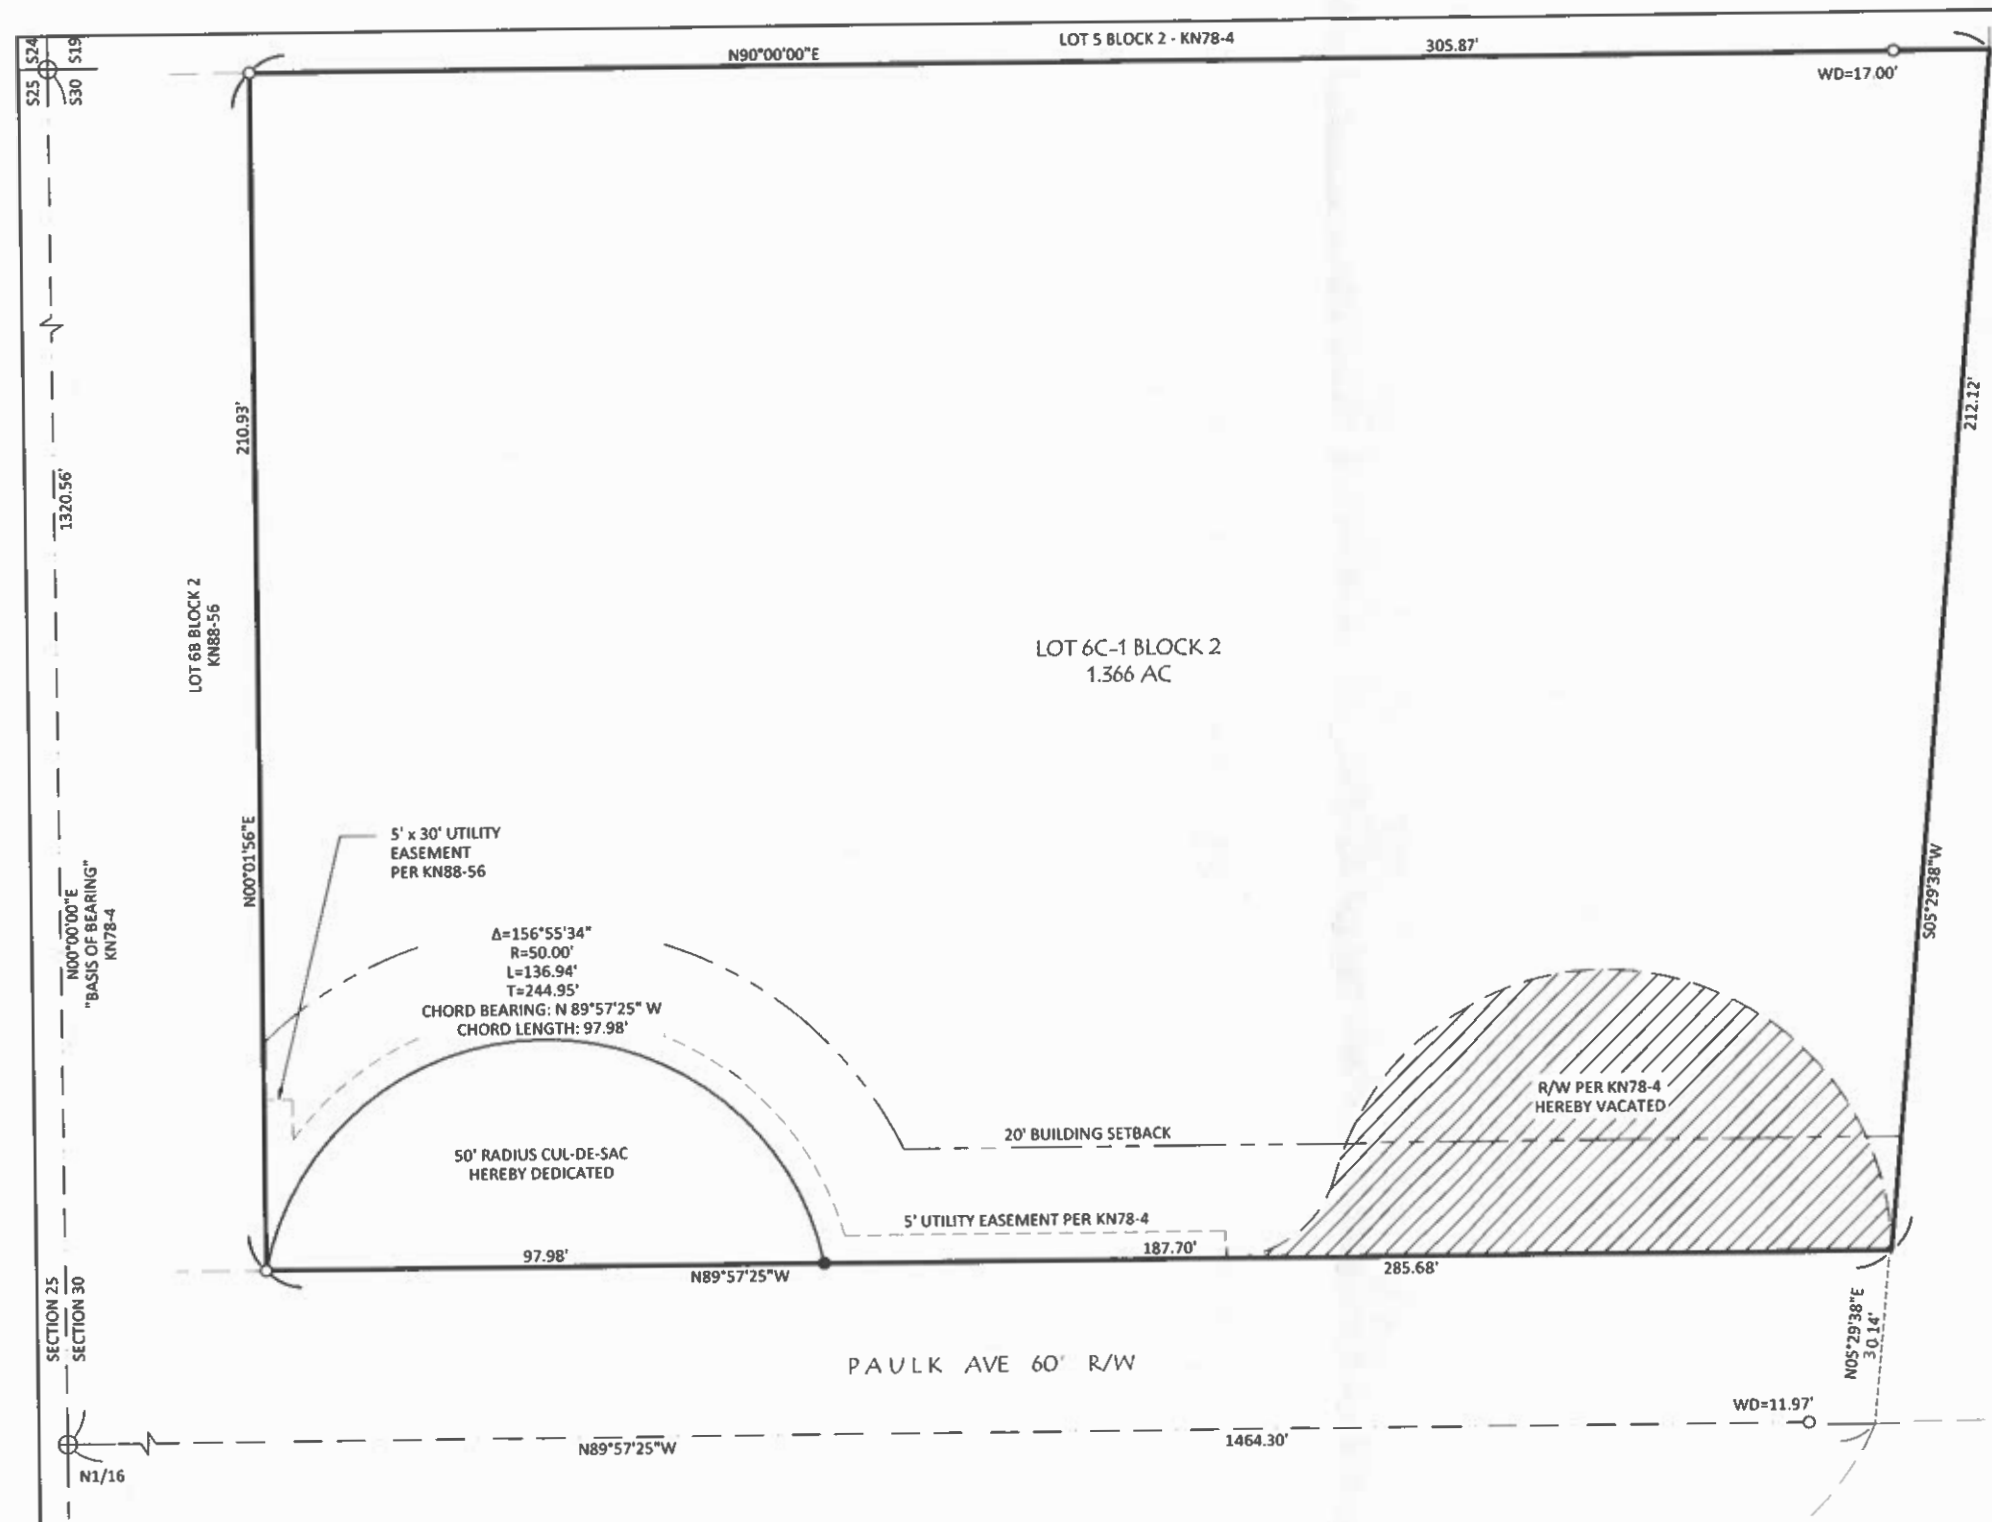 S24
S19
S25
S30
N90°00'00"E
LOT 5 BLOCK 2 - KN78-4
305.87'
WD=17.00'
210.93'
212.12'
1320.56'
LOT 6B BLOCK 2
KN88-56
LOT 6C-1 BLOCK 2
1.366 AC
5' x 30' UTILITY
EASEMENT
PER KN88-56
N00°01'56"E
S05°29'38"W
N00°00'00"E
"BASIS OF BEARING"
KN78-4
Δ=156°55'34"
R=50.00'
L=136.94'
T=244.95'
CHORD BEARING: N 89°57'25" W
CHORD LENGTH: 97.98'
R/W PER KN78-4
HEREBY VACATED
20' BUILDING SETBACK
50' RADIUS CUL-DE-SAC
HEREBY DEDICATED
5' UTILITY EASEMENT PER KN78-4
97.98'
187.70'
N89°57'25"W
285.68'
SECTION 25
SECTION 30
N05°29'38"E
30.14'
PAULK AVE 60' R/W
WD=11.97'
N89°57'25"W
1464.30'
N1/16